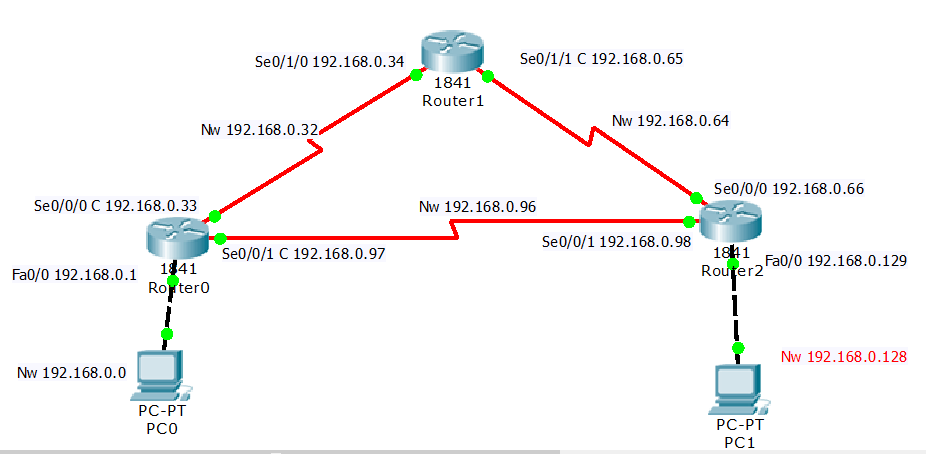 Se0/1/0 192.168.0.34
Se0/1/1 C 192.168.0.65
1841
Router1
Nw 192.168.0.32
Nw 192.168.0.64
Se0/0/0 192.168.0.66
Se0/0/0 C 192.168.0.33
Nw 192.168.0.96
Se0/0/1 192.168.0.98
Se0/0/1 C 192.168.0.97
1841
Router0
1841
Router2
Fa0/0 192.168.0.129
Fa0/0 192.168.0.1
Nw 192.168.0.128
Nw 192.168.0.0
PC-PT
PC0
PC-PT
PC1